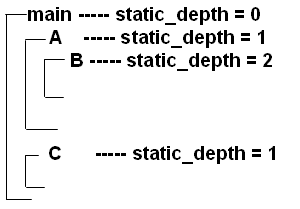 main ----- static_depth = 0
A ----- static_depth = 1
B ----- static_depth = 2
C ----- static_depth = 1